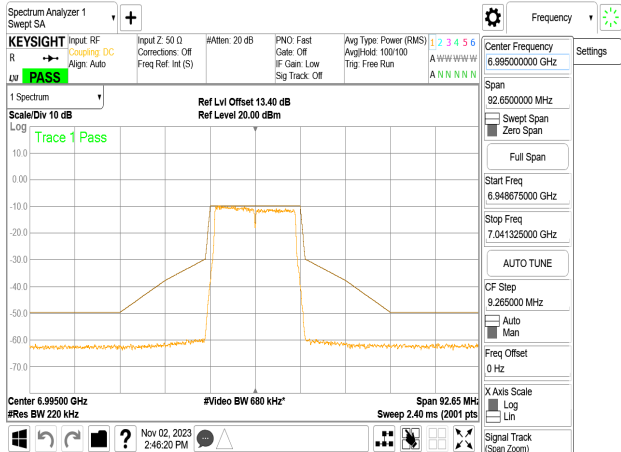 Spectrum Analyzer 1
Swept SA
Frequency
KEYSIGHT
R
LXI
PASS
Input: RF
Coupling: DC
Align: Auto
Input Z: 50 Ω
Corrections: Off
Freq Ref: Int (S)
#Atten: 20 dB
PNO: Fast
Gate: Off
IF Gain: Low
Sig Track: Off
Avg Type: Power (RMS)
Avg|Hold: 100/100
Trig: Free Run
1 2 3 4 5 6
A W W W W W
A N N N N N
Center Frequency
6.995000000 GHz
Settings
Span
92.6500000 MHz
Swept Span
Zero Span
Full Span
Start Freq
6.948675000 GHz
Stop Freq
7.041325000 GHz
AUTO TUNE
CF Step
9.265000 MHz
Auto
Man
Freq Offset
0 Hz
X Axis Scale
Log
Lin
Signal Track
(Span Zoom)
1 Spectrum
Scale/Div 10 dB
Ref Lvl Offset 13.40 dB
Ref Level 20.00 dBm
Log
Trace 1 Pass
10.0
0.00
-10.0
-20.0
-30.0
-40.0
-50.0
-60.0
-70.0
Center 6.99500 GHz
#Video BW 680 kHz*
Span 92.65 MHz
#Res BW 220 kHz
Sweep 2.40 ms (2001 pts
?
Nov 02, 2023
2:46:20 PM